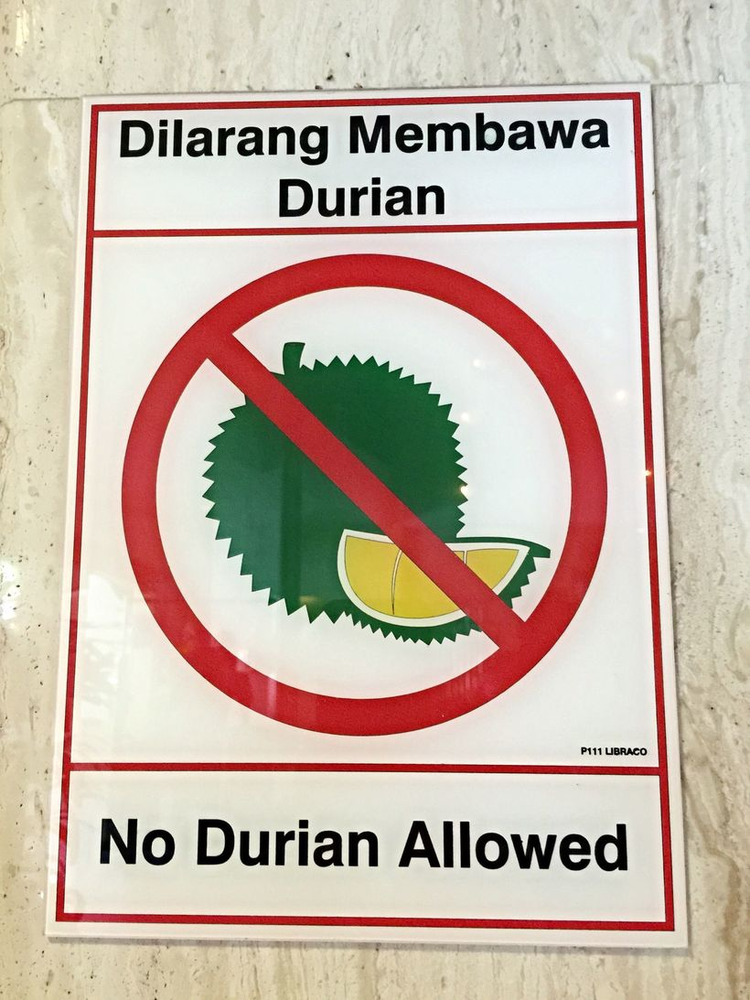 Dilarang Membawa
Durian
P111 LIBRACO
No Durian Allowed